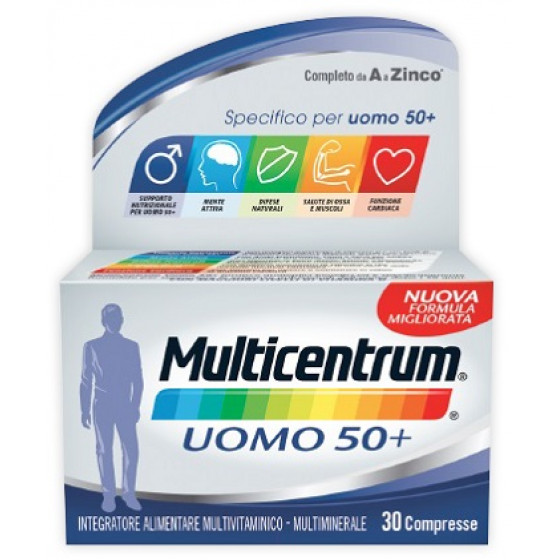 Completo da A a Zinco*
Specifico per uomo 50+
SUPPORTO
NUTRIZIONALE
PER UOMO 50+
MENTE
ATTIVA
DIFESE
NATURALI
SALUTE DI OSSA
E MUSCOLI
FUNZIONE
CARDIACA
NUOVA
FORMULA
MIGLIORATA
Multicentrum®
®
UOMO 50+
INTEGRATORE ALIMENTARE MULTIVITAMINICO - MULTIMINERALE 30 Compresse